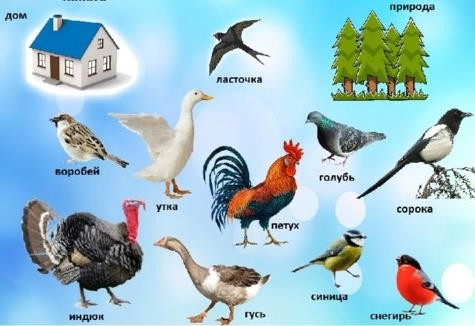 дом
природа
ласточка
воробей
голубь
утка
сорока
петух
индюк
гусь
синица
снегирь